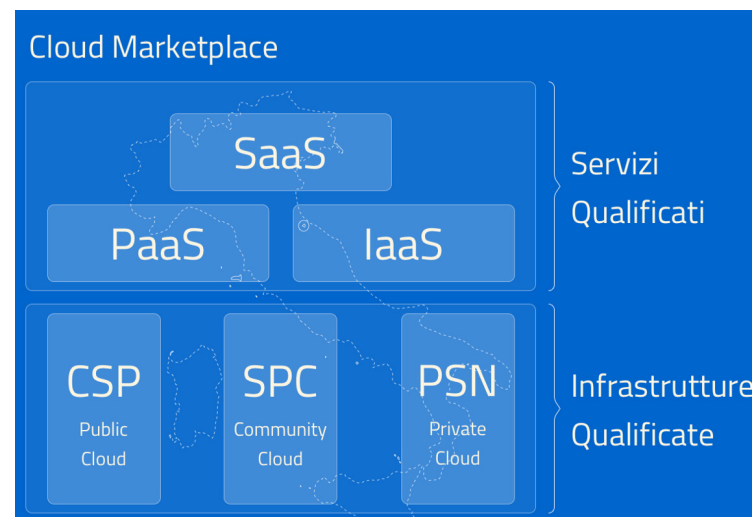 Cloud Marketplace
SaaS
PaaS
IaaS
Servizi
Qualificati
CSP
Public
Cloud
SPC
Community
Cloud
PSN
Private
Cloud
Infrastrutture
Qualificate